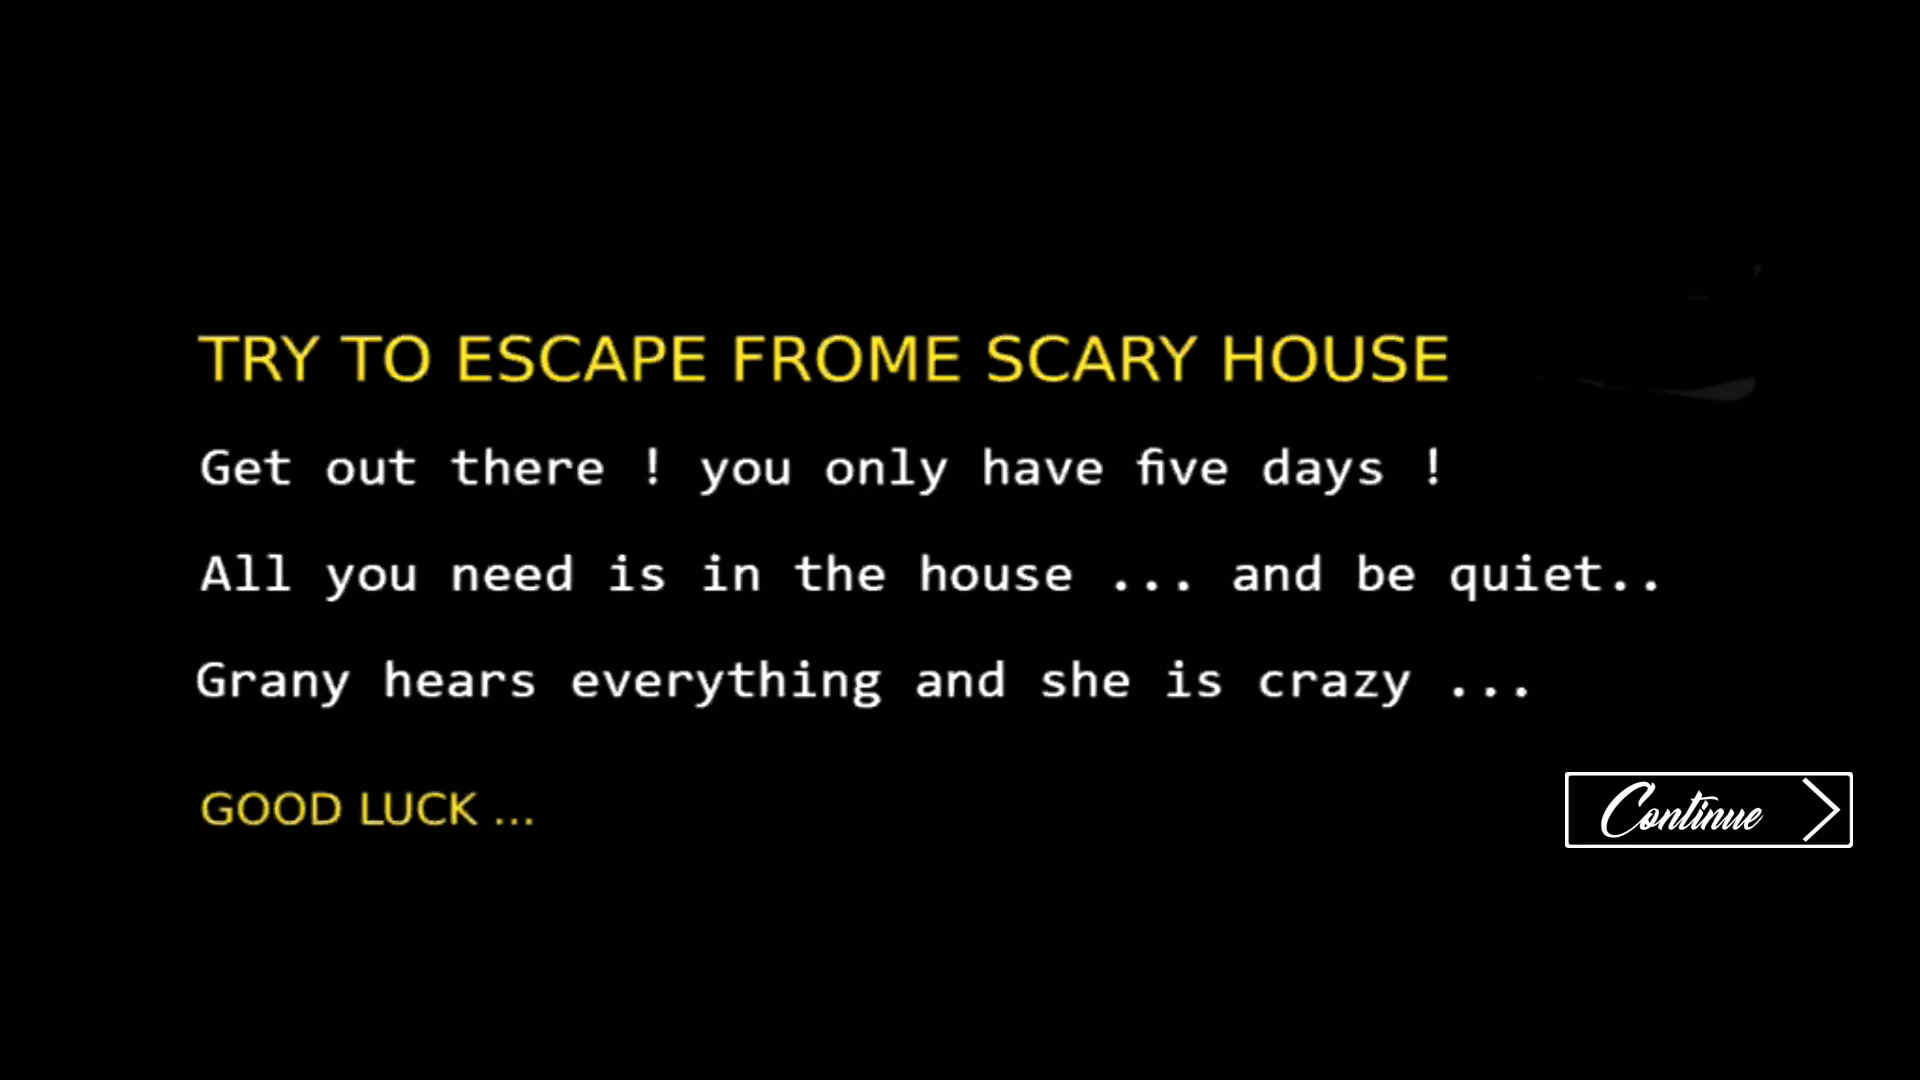 TRY TO ESCAPE FROME SCARY HOUSE
Get out there ! you only have five days !
All you need is in the house ... and be quiet..
Grany hears everything and she is crazy ...
GOOD LUCK ...
Continue